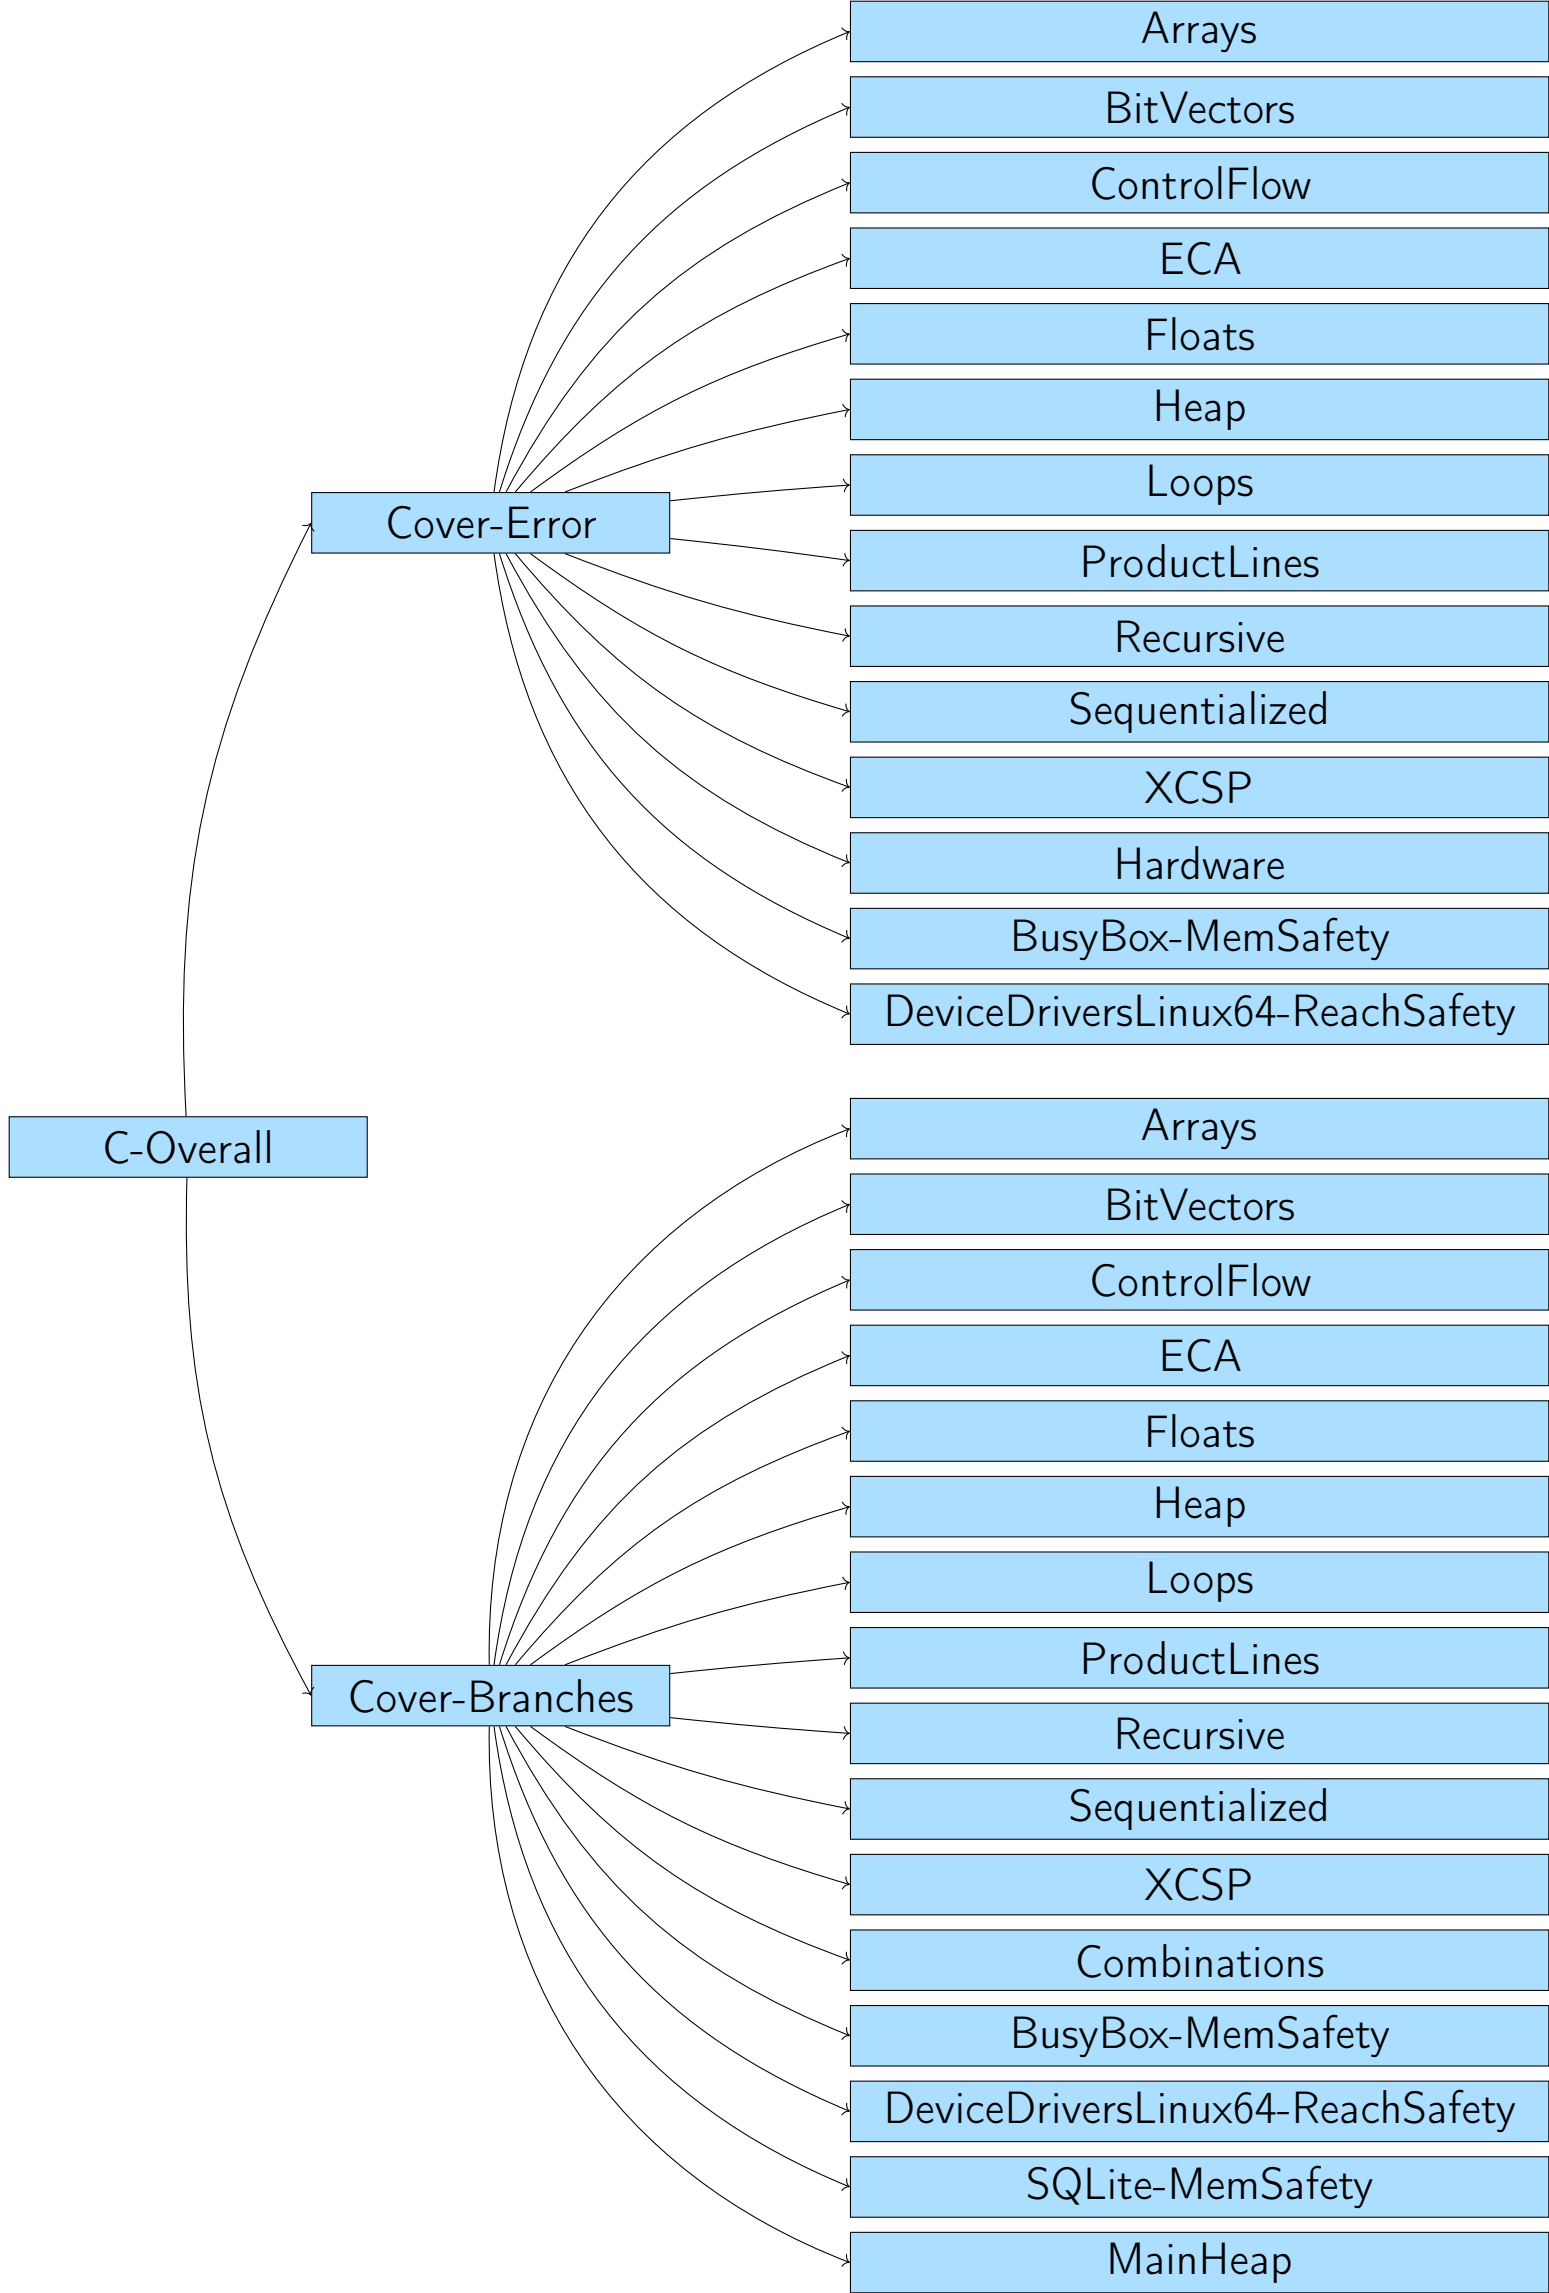 Arrays
BitVectors
ControlFlow
ECA
Floats
Heap
Loops
Cover-Error
ProductLines
Recursive
Sequentialized
XCSP
Hardware
BusyBox-MemSafety
DeviceDriversLinux64-ReachSafety
C-Overall
Arrays
BitVectors
ControlFlow
ECA
Floats
Heap
Loops
ProductLines
Cover-Branches
Recursive
Sequentialized
XCSP
Combinations
BusyBox-MemSafety
DeviceDriversLinux64-ReachSafety
SQLite-MemSafety
MainHeap